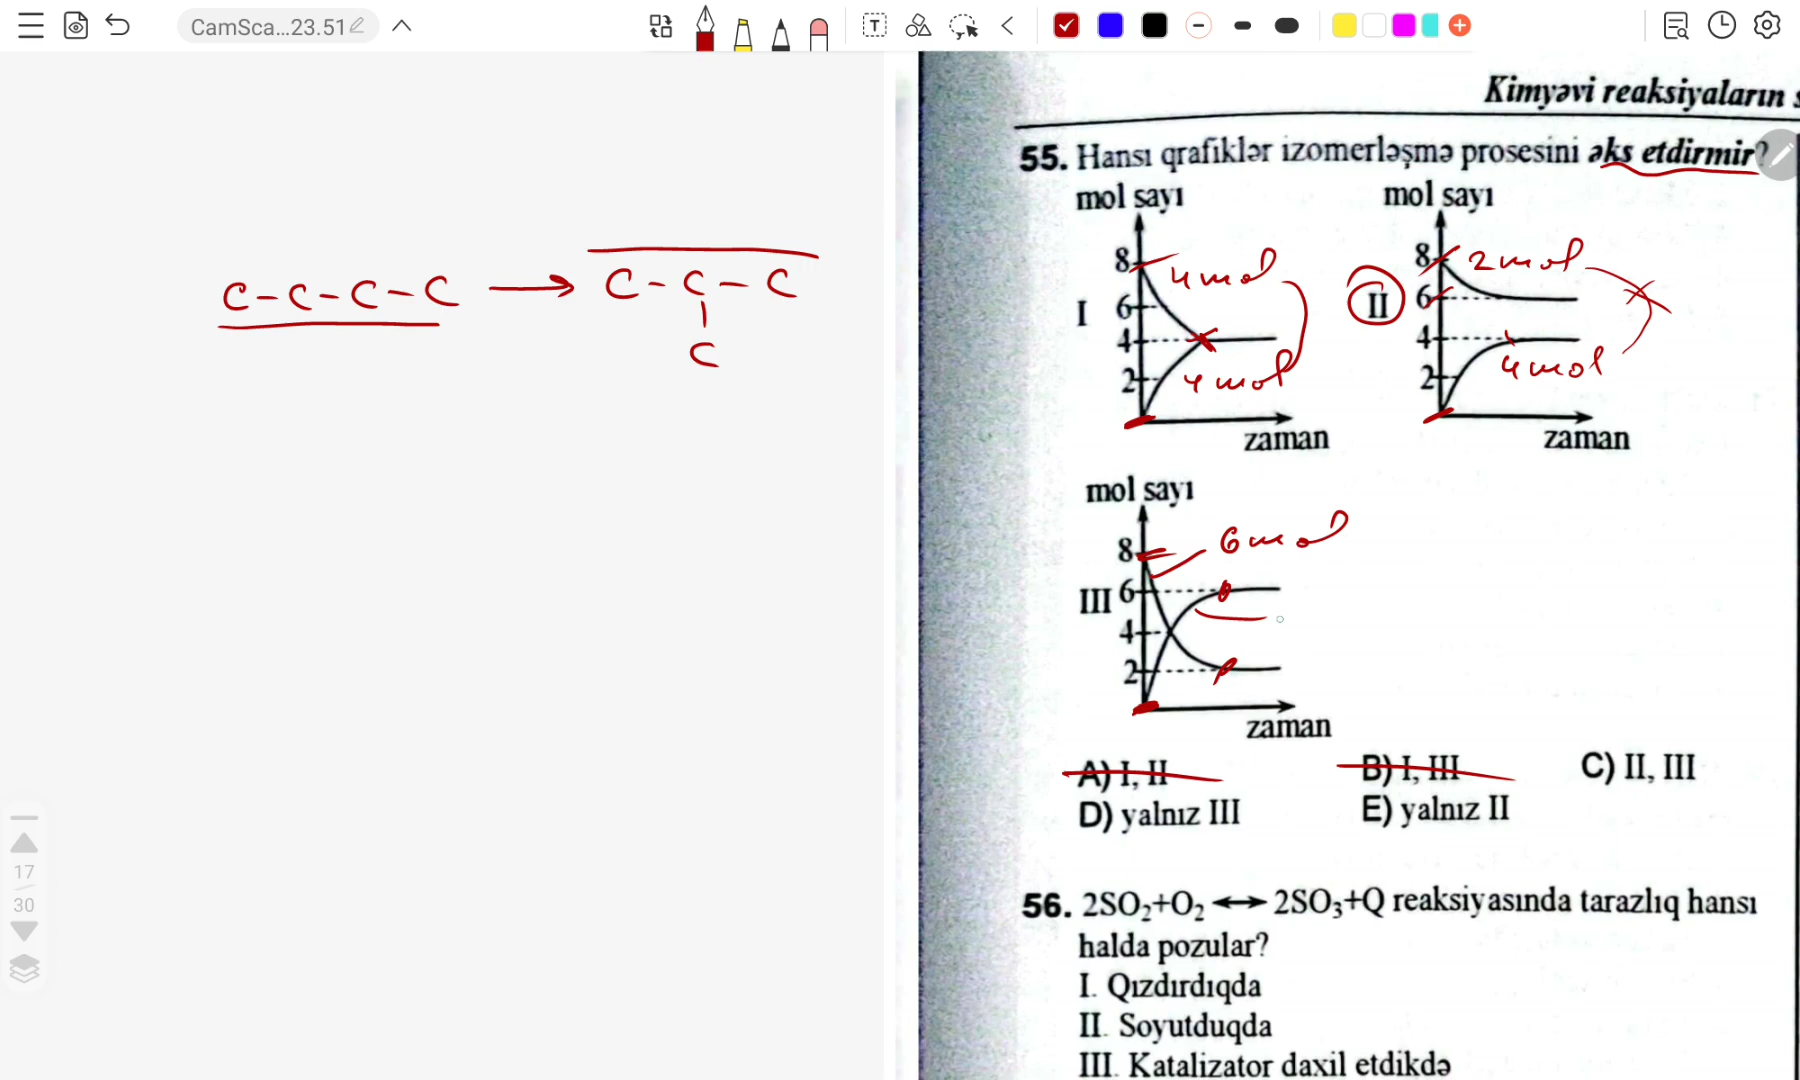 CamSca...23.51
C-C-C-C → C-C-C
C
17
30
Kimyəvi reaksiyaların s
55. Hansı qrafiklər izomerləşmə prosesini əks etdirmir?
mol sayı
8
6
4
2
I
4mol
4mol
zaman
mol sayı
8
6
4
2
II
2mol
4mol
zaman
mol sayı
8
6
4
2
III
6mol
zaman
A) I, II B) I, III C) II, III
D) yalnız III E) yalnız II
56. 2SO₂+O₂ ↔ 2SO₃+Q reaksiyasında tarazlıq hansı
halda pozular?
I. Qızdırdıqda
II. Soyutduqda
III. Katalizator daxil etdikdə